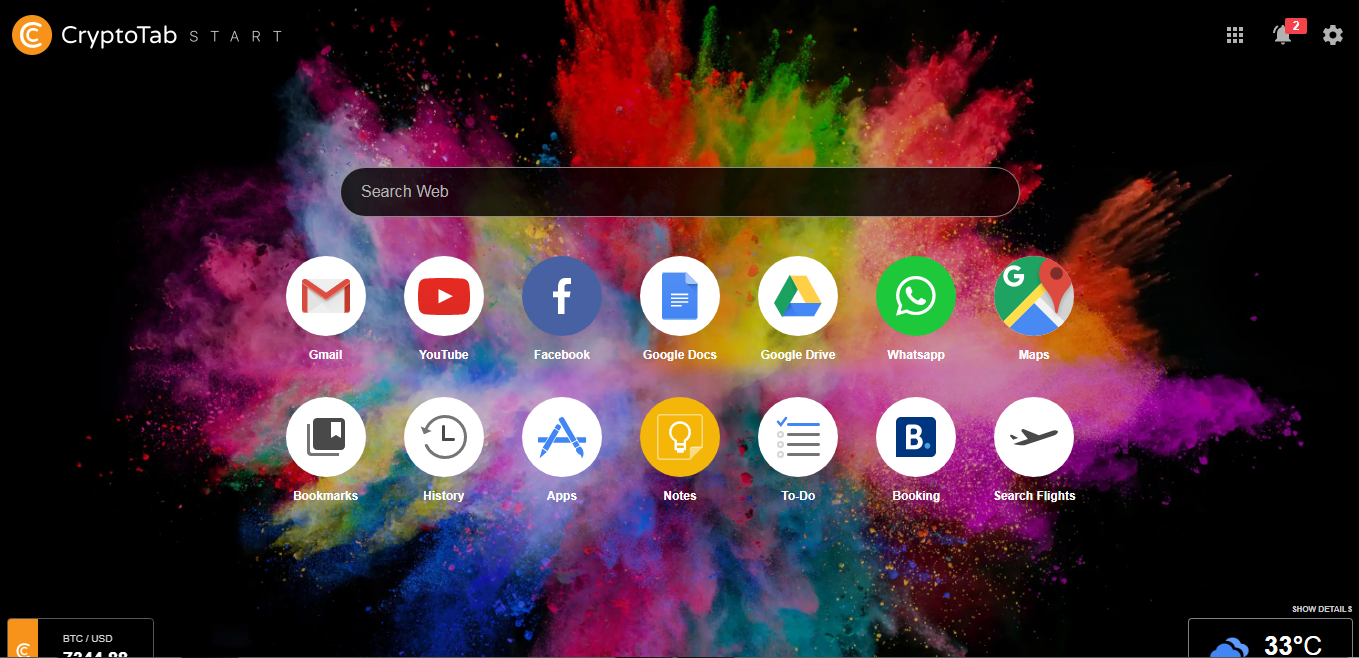 CryptoTab START
2
Search Web
Gmail YouTube Facebook Google Docs Google Drive Whatsapp Maps
Bookmarks History Apps Notes To-Do Booking Search Flights
SHOW DETAILS
BTC / USD
33°C